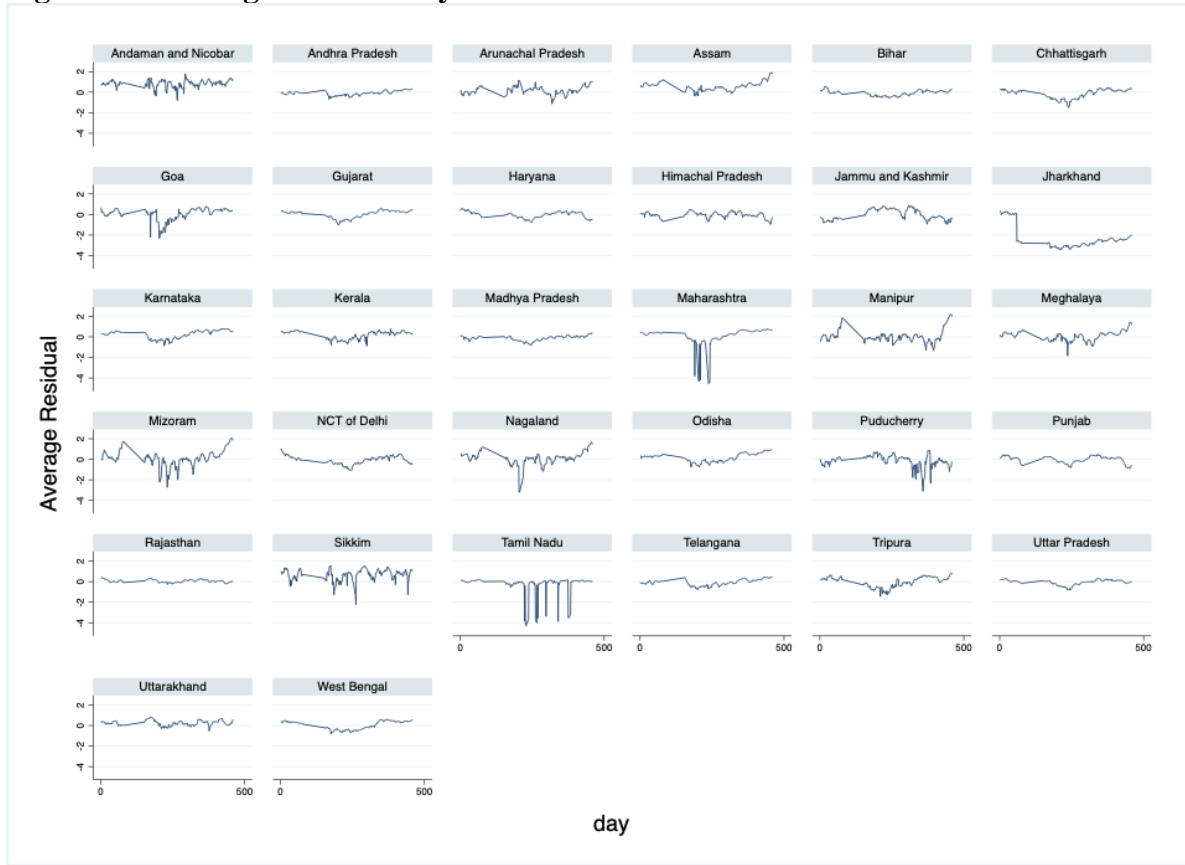 Andaman and Nicobar Andhra Pradesh Arunachal Pradesh Assam Bihar Chhattisgarh
2
0
-2
-4
Goa Gujarat Haryana Himachal Pradesh Jammu and Kashmir Jharkhand
2
0
-2
-4
Karnataka Kerala Madhya Pradesh Maharashtra Manipur Meghalaya
2
0
-2
-4
Average Residual
Mizoram NCT of Delhi Nagaland Odisha Puducherry Punjab
2
0
-2
-4
Rajasthan Sikkim Tamil Nadu Telangana Tripura Uttar Pradesh
2
0
-2
-4
0 500 0 500 0 500 0 500
Uttarakhand West Bengal
2
0
-2
-4
0 500 0 500
day